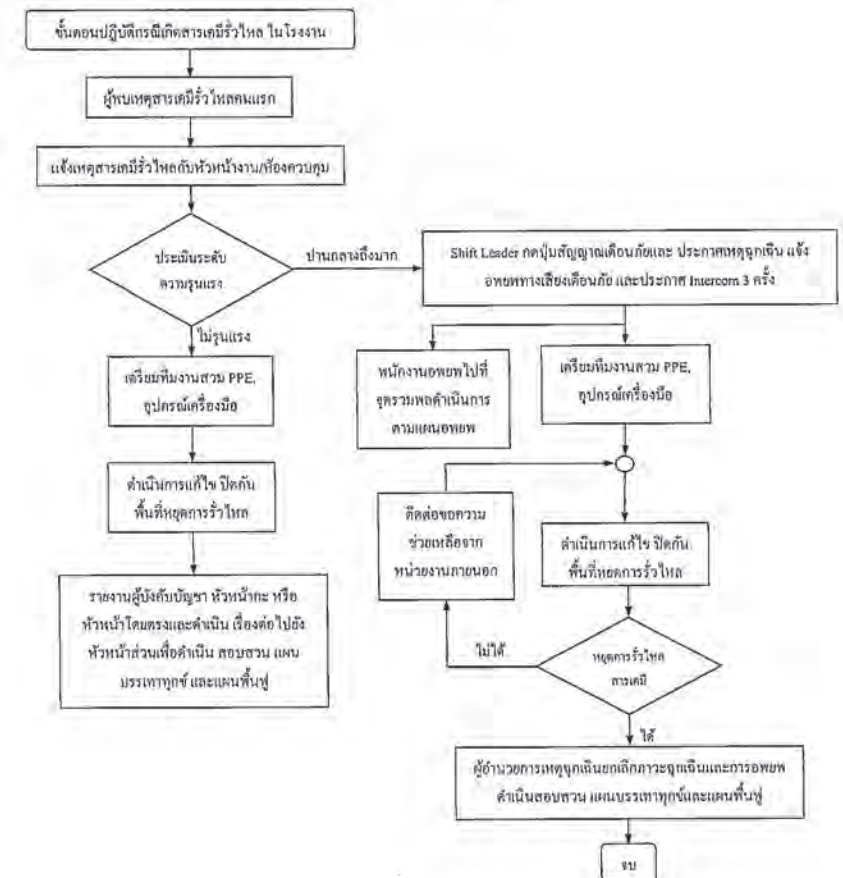 ขั้นตอนปฏิบัติกรณีเกิดสารเคมีรั่วไหล ในโรงงาน
ผู้พบเหตุสารเคมีรั่วไหลคนแรก
แจ้งเหตุสารเคมีรั่วไหลกับหัวหน้างาน/ห้องควบคุม
ประเมินระดับ
ความรุนแรง
ปานกลางถึงมาก
Shift Leader กดปุ่มสัญญาณเตือนภัยและ ประกาศเหตุฉุกเฉิน แจ้ง
อพยพทางเสียงเตือนภัย และประกาศ Intercom 3 ครั้ง
ไม่รุนแรง
เตรียมทีมงานสวม PPE,
อุปกรณ์เครื่องมือ
ดำเนินการแก้ไข ปิดกั้น
พื้นที่หยุดการรั่วไหล
รายงานผู้บังคับบัญชา หัวหน้ากะ หรือ
หัวหน้าโดยตรงและดำเนิน เรื่องต่อไปยัง
หัวหน้าส่วนเพื่อดำเนิน สอบสวน แผน
บรรเทาทุกข์ และแผนฟื้นฟู
พนักงานอพยพไปที่
จุดรวมพลดำเนินการ
ตามแผนอพยพ
เตรียมทีมงานสวม PPE,
อุปกรณ์เครื่องมือ
ติดต่อขอความ
ช่วยเหลือจาก
หน่วยงานภายนอก
ดำเนินการแก้ไข ปิดกั้น
พื้นที่หยุดการรั่วไหล
ไม่ได้
หยุดการรั่วไหล
สารเคมี
ได้
ผู้อำนวยการเหตุฉุกเฉินยกเลิกภาวะฉุกเฉินและการอพยพ
ดำเนินสอบสวน แผนบรรเทาทุกข์และแผนฟื้นฟู
จบ